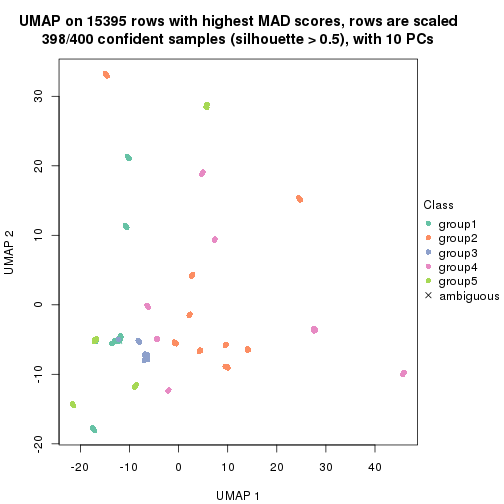 UMAP on 15395 rows with highest MAD scores, rows are scaled
398/400 confident samples (silhouette > 0.5), with 10 PCs
30
20
10
0
-10
-20
UMAP 2
-20
-10
0
10
20
30
40
UMAP 1
Class
group1
group2
group3
group4
group5
ambiguous